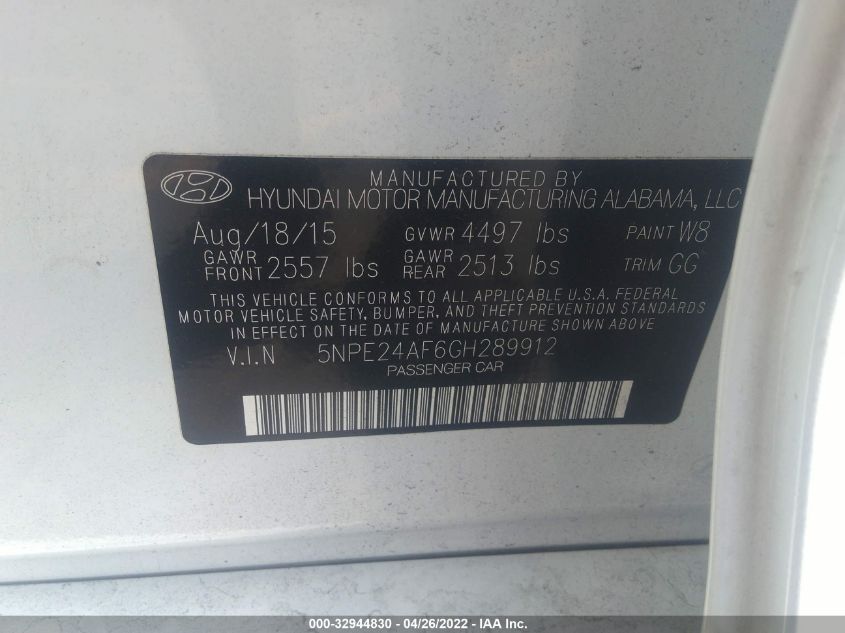 MANUFACTURED BY
HYUNDAI MOTOR MANUFACTURING ALABAMA, LLC
Aug/18/15 GVWR 4497 lbs PAINT W8
GAWR FRONT 2557 lbs GAWR REAR 2513 lbs TRIM GG
THIS VEHICLE CONFORMS TO ALL APPLICABLE U.S.A. FEDERAL
MOTOR VEHICLE SAFETY, BUMPER, AND THEFT PREVENTION STANDARDS
IN EFFECT ON THE DATE OF MANUFACTURE SHOWN ABOVE
V.I.N 5NPE24AF6GH289912
PASSENGER CAR
000-32944830 - 04/26/2022 - IAA Inc.